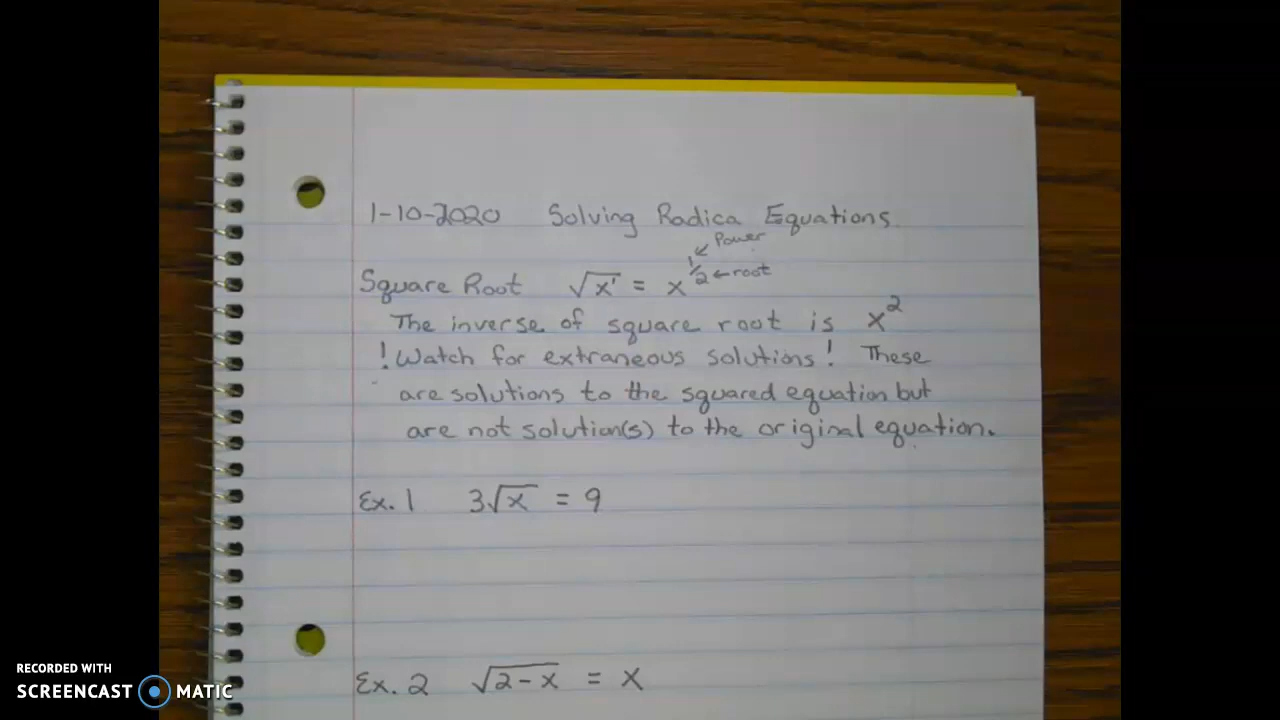 1-10-2020 Solving Radica Equations.
1 ← Power
Square Root √x¹ = x^1/2 ← root
The inverse of square root is x²
! Watch for extraneous solutions! These
are solutions to the squared equation but
are not solution(s) to the original equation.
Ex. 1 3√x = 9
Ex. 2 √2-x = x
RECORDED WITH
SCREENCAST MATIC